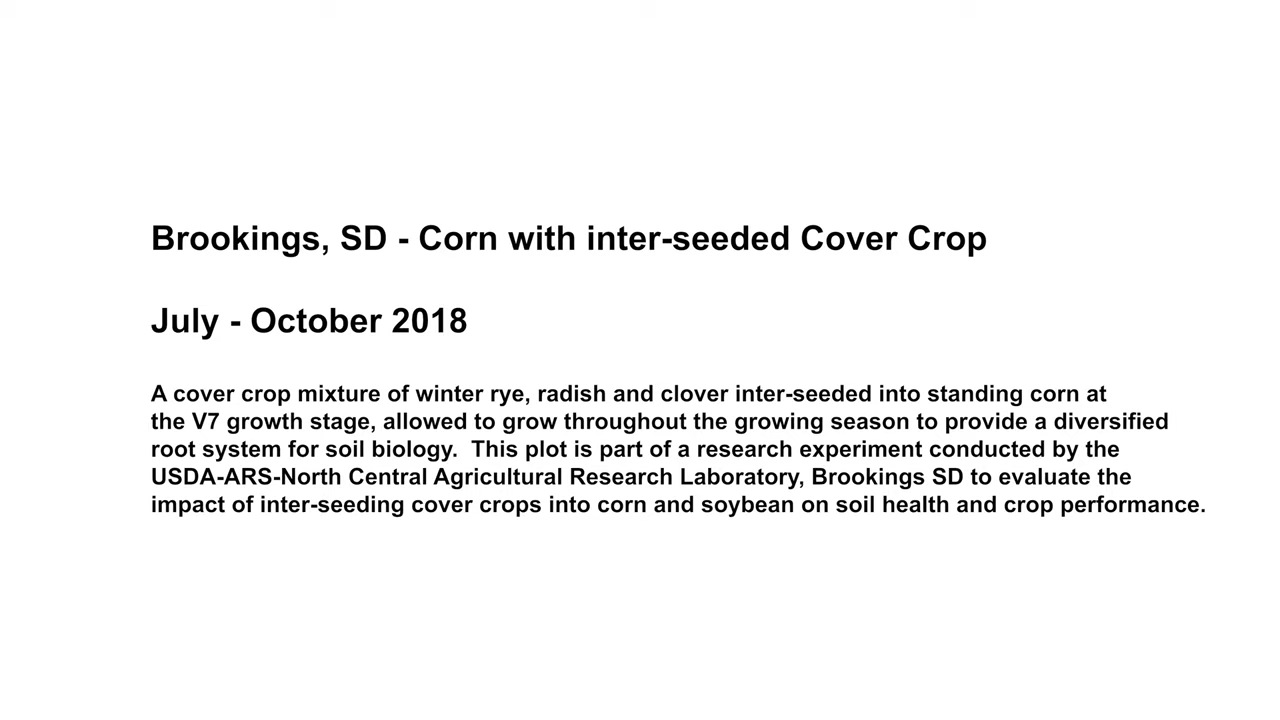 Brookings, SD - Corn with inter-seeded Cover Crop
July - October 2018
A cover crop mixture of winter rye, radish and clover inter-seeded into standing corn at
the V7 growth stage, allowed to grow throughout the growing season to provide a diversified
root system for soil biology.  This plot is part of a research experiment conducted by the
USDA-ARS-North Central Agricultural Research Laboratory, Brookings SD to evaluate the
impact of inter-seeding cover crops into corn and soybean on soil health and crop performance.